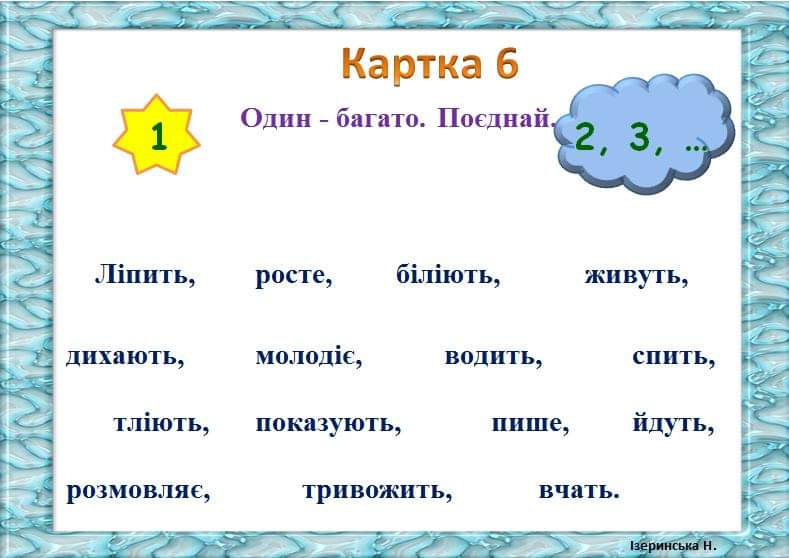 Картка 6
Один - багато. Поєднай.
1
2, 3, ...
Ліпить, росте, біліють, живуть,
дихають, молодіє, водить, спить,
тліють, показують, пише, йдуть,
розмовляє, тривожить, вчать.
Ізеринська Н.